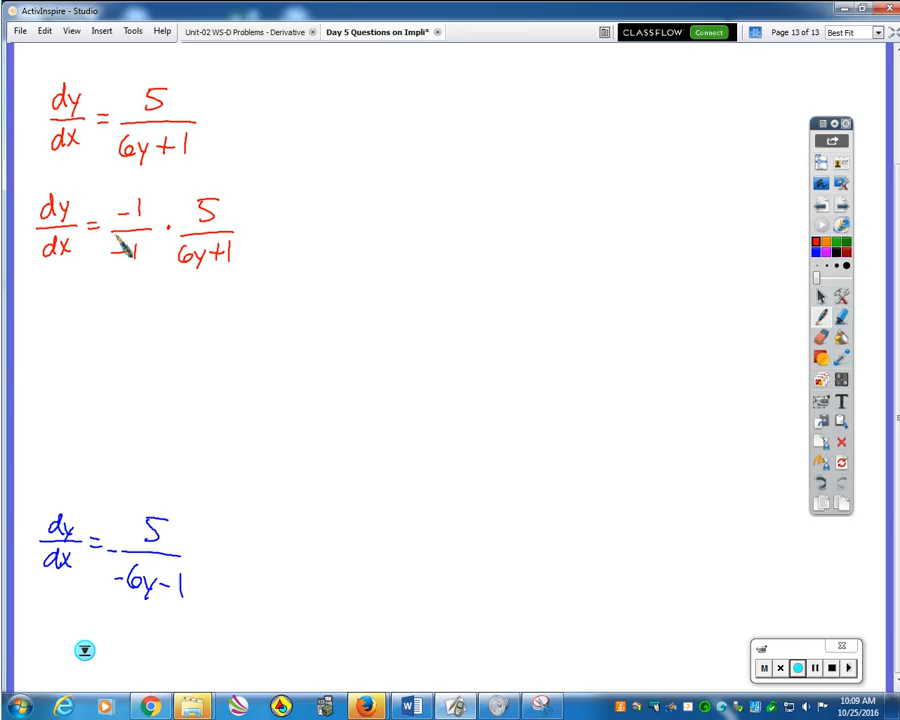 ActivInspire - Studio
File Edit View Insert Tools Help
Unit-02 WS-D Problems - Derivative
Day 5 Questions on Impli*
CLASSFLOW Connect
Page 13 of 13
Best Fit
dy/dx = 5/(6y+1)
dy/dx = -1/-1 · 5/(6y+1)
dy/dx = -5/(-6y-1)
M
10:09 AM
10/25/2016